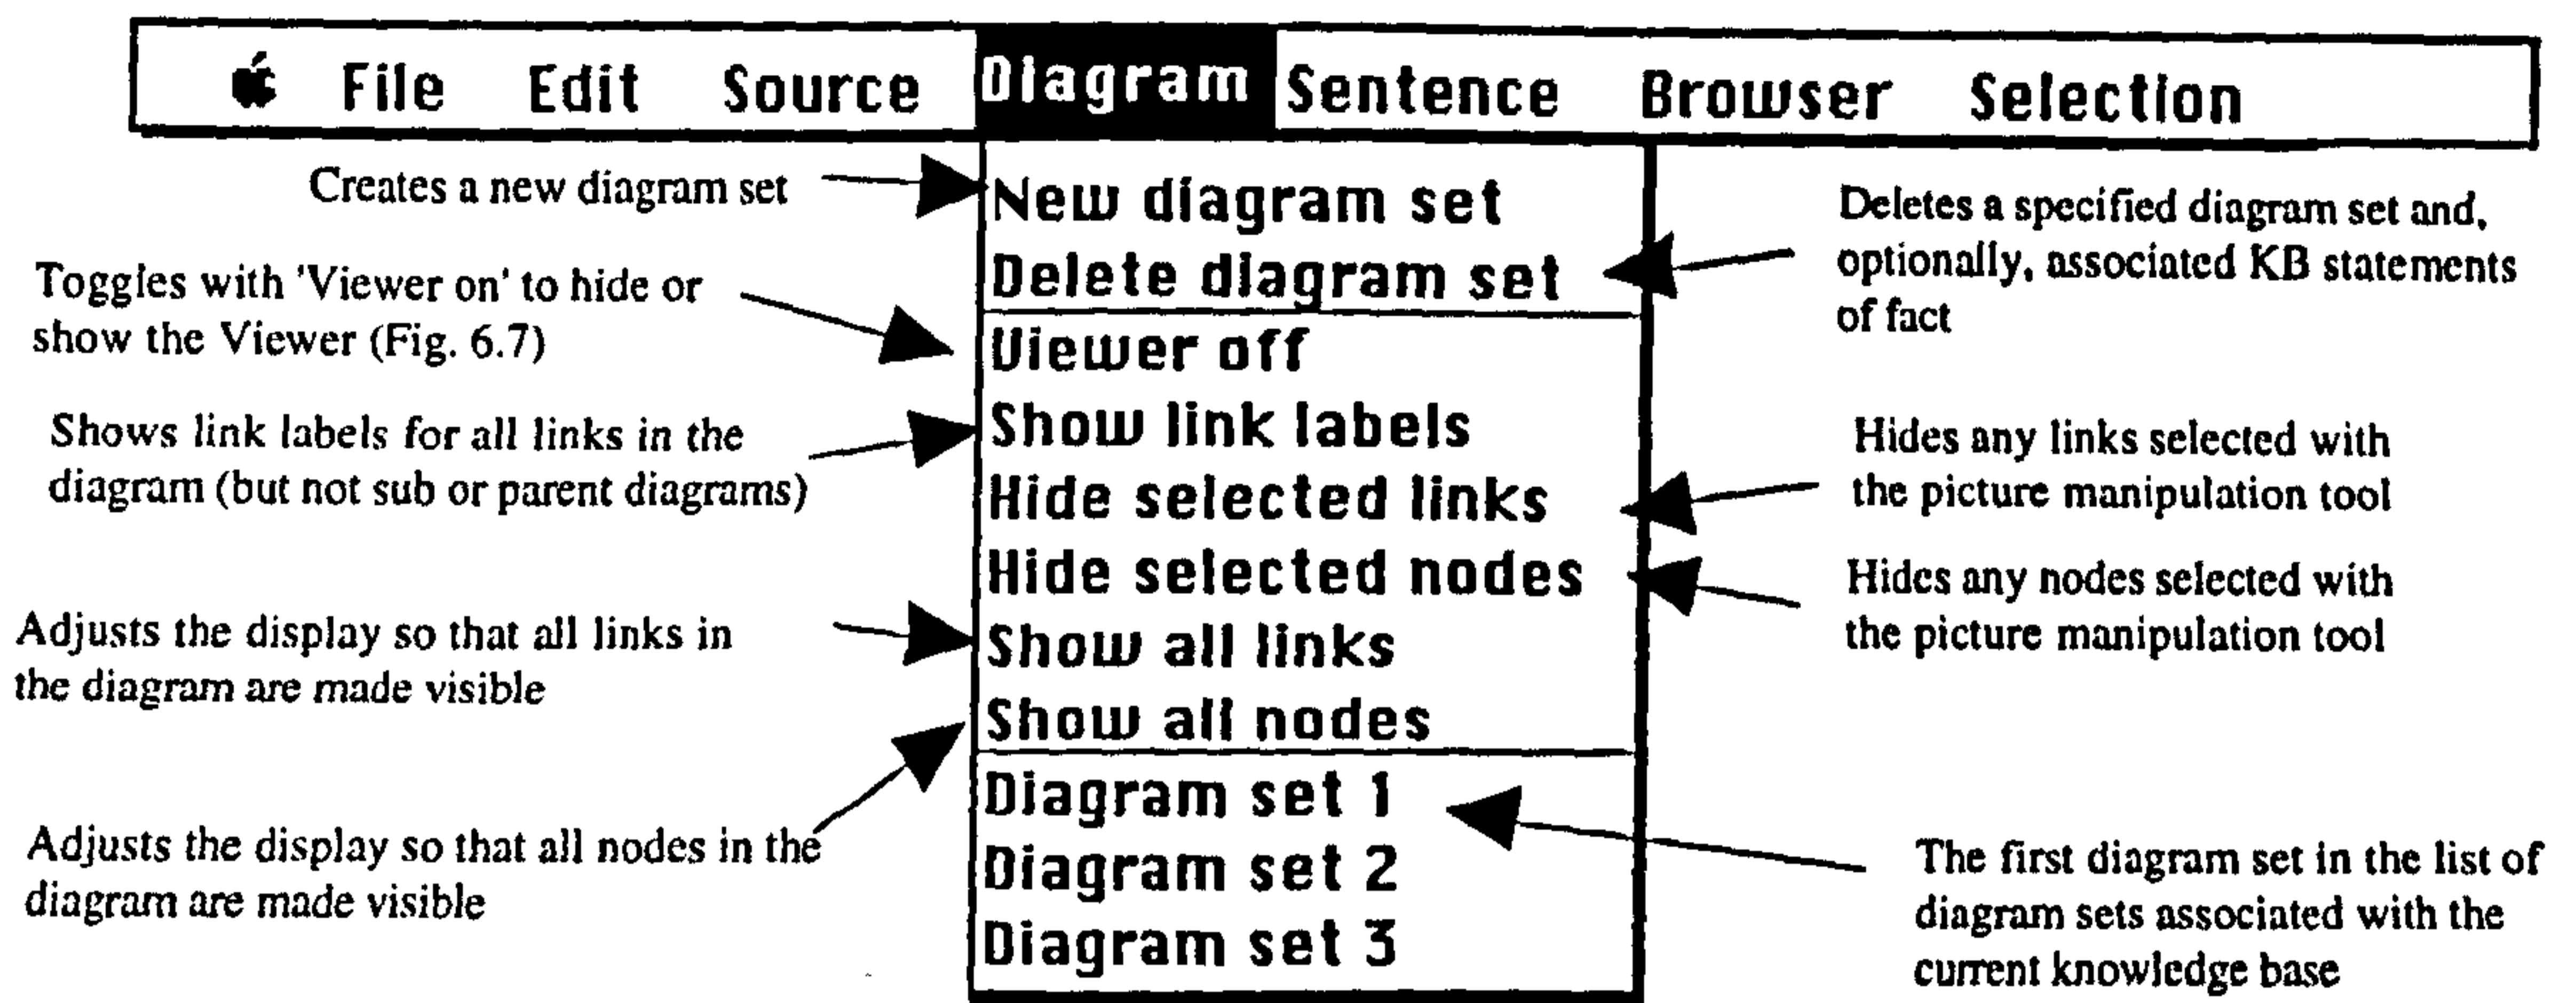 File Edit Source Diagram Sentence Browser Selection
Creates a new diagram set
Toggles with 'Viewer on' to hide or
show the Viewer (Fig. 6.7)
Shows link labels for all links in the
diagram (but not sub or parent diagrams)
Adjusts the display so that all links in
the diagram are made visible
Adjusts the display so that all nodes in the
diagram are made visible
New diagram set
Delete diagram set
Viewer off
Show link labels
Hide selected links
Hide selected nodes
Show all links
Show all nodes
Diagram set 1
Diagram set 2
Diagram set 3
Deletes a specified diagram set and,
optionally, associated KB statements
of fact
Hides any links selected with
the picture manipulation tool
Hides any nodes selected with
the picture manipulation tool
The first diagram set in the list of
diagram sets associated with the
current knowledge base